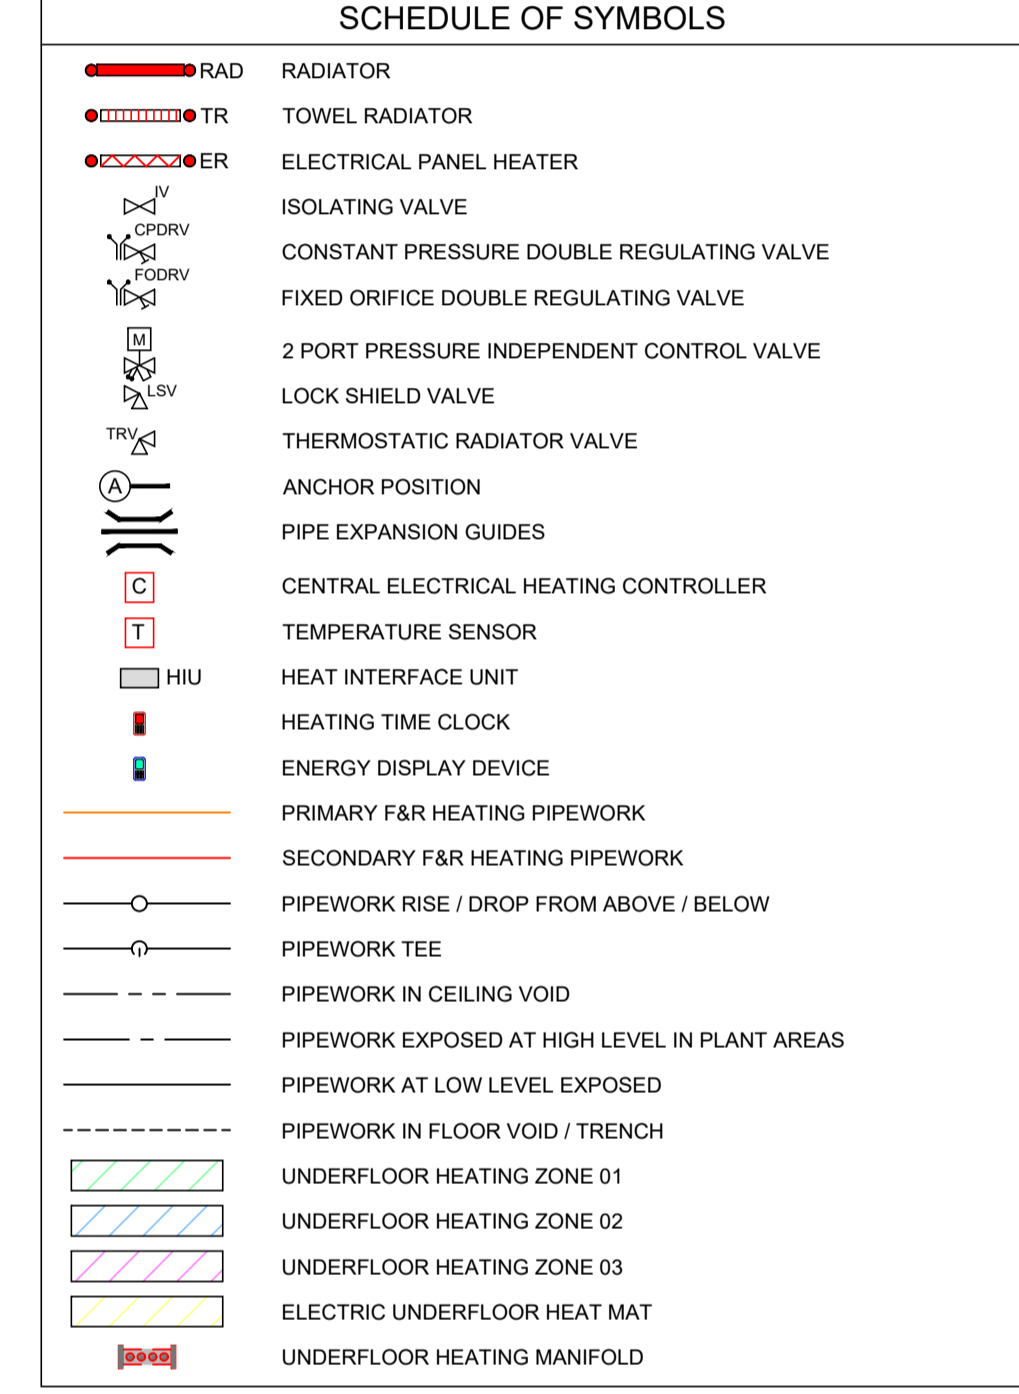 SCHEDULE OF SYMBOLS
RAD RADIATOR
TR TOWEL RADIATOR
ER ELECTRICAL PANEL HEATER
IV ISOLATING VALVE
CPDRV CONSTANT PRESSURE DOUBLE REGULATING VALVE
FODRV FIXED ORIFICE DOUBLE REGULATING VALVE
M 2 PORT PRESSURE INDEPENDENT CONTROL VALVE
LSV LOCK SHIELD VALVE
TRV THERMOSTATIC RADIATOR VALVE
A ANCHOR POSITION
PIPE EXPANSION GUIDES
C CENTRAL ELECTRICAL HEATING CONTROLLER
T TEMPERATURE SENSOR
HIU HEAT INTERFACE UNIT
HEATING TIME CLOCK
ENERGY DISPLAY DEVICE
PRIMARY F&R HEATING PIPEWORK
SECONDARY F&R HEATING PIPEWORK
PIPEWORK RISE / DROP FROM ABOVE / BELOW
PIPEWORK TEE
PIPEWORK IN CEILING VOID
PIPEWORK EXPOSED AT HIGH LEVEL IN PLANT AREAS
PIPEWORK AT LOW LEVEL EXPOSED
PIPEWORK IN FLOOR VOID / TRENCH
UNDERFLOOR HEATING ZONE 01
UNDERFLOOR HEATING ZONE 02
UNDERFLOOR HEATING ZONE 03
ELECTRIC UNDERFLOOR HEAT MAT
UNDERFLOOR HEATING MANIFOLD